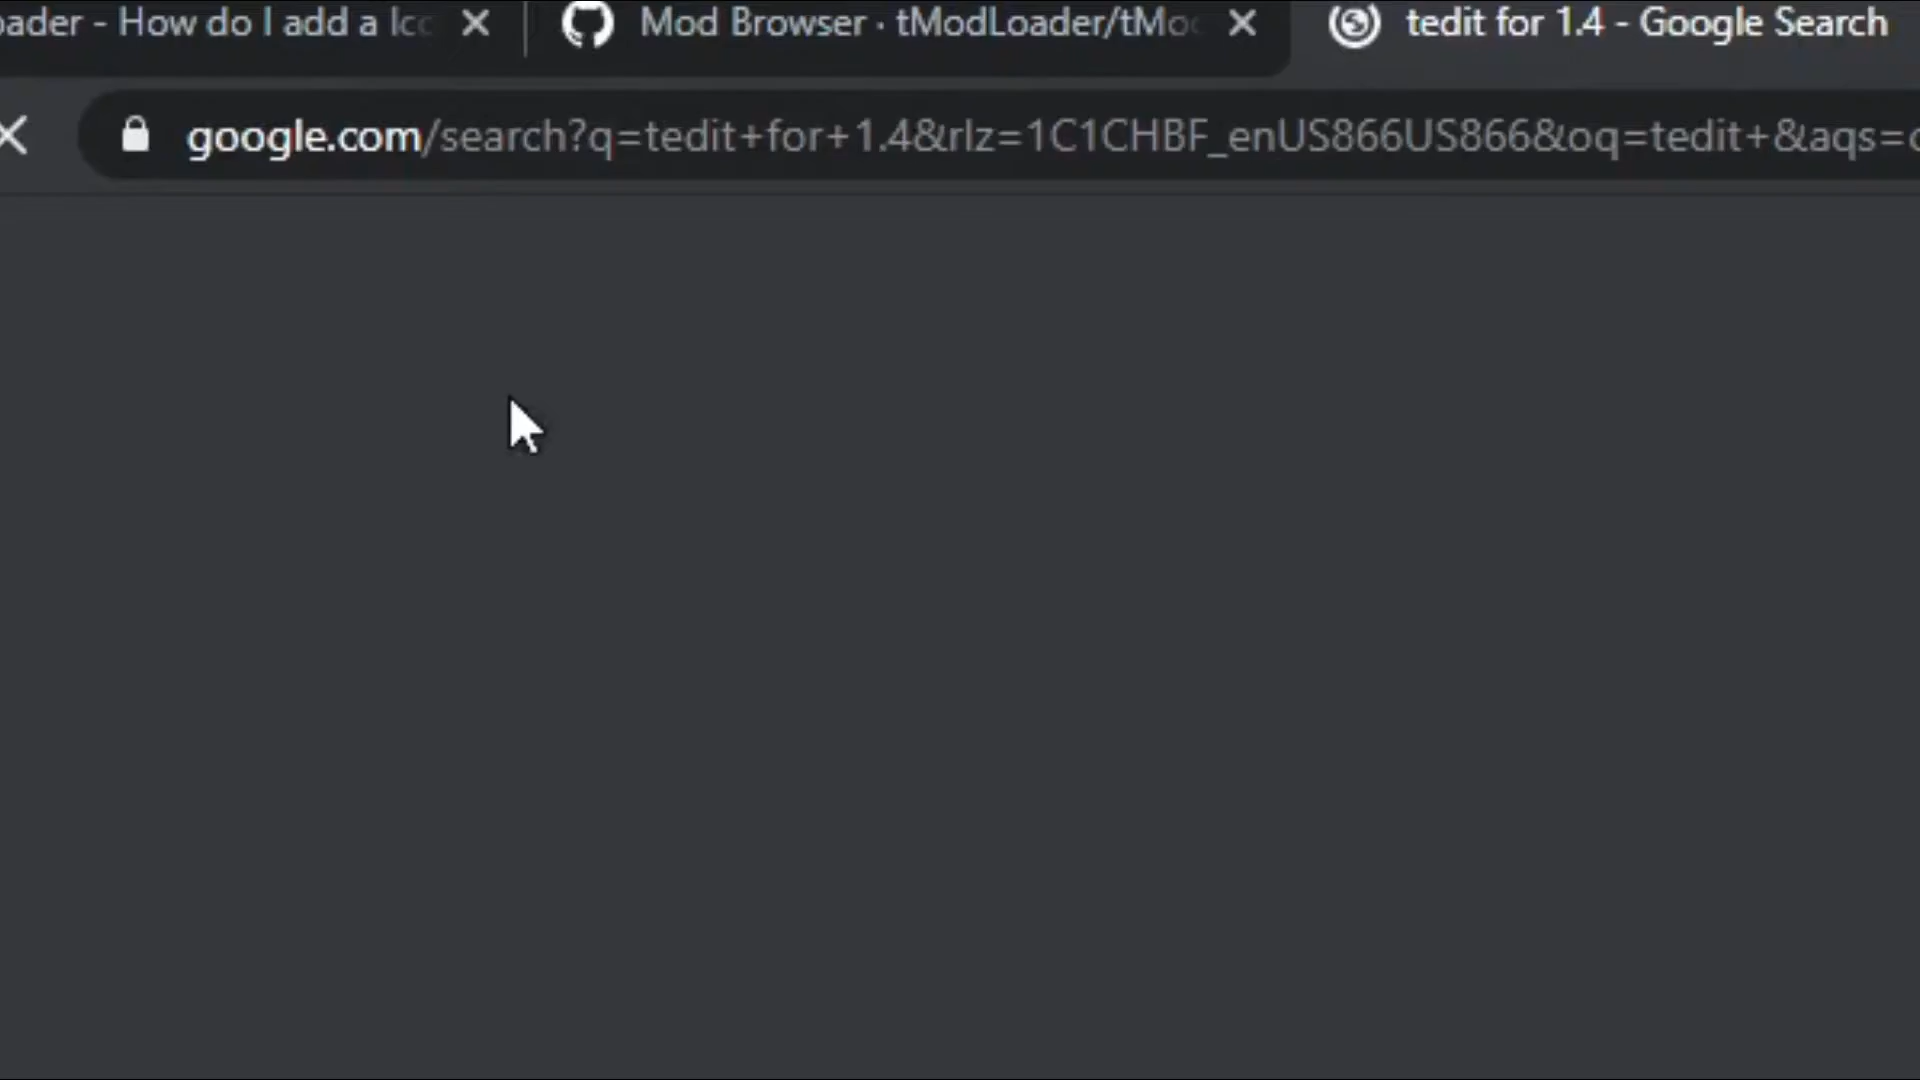 ader - How do I add a
Mod Browser · tModLoader/tMo
tedit for 1.4 - Google Search
google.com/search?q=tedit+for+1.4&rlz=1C1CHBF_enUS866US866&oq=tedit+&aqs=